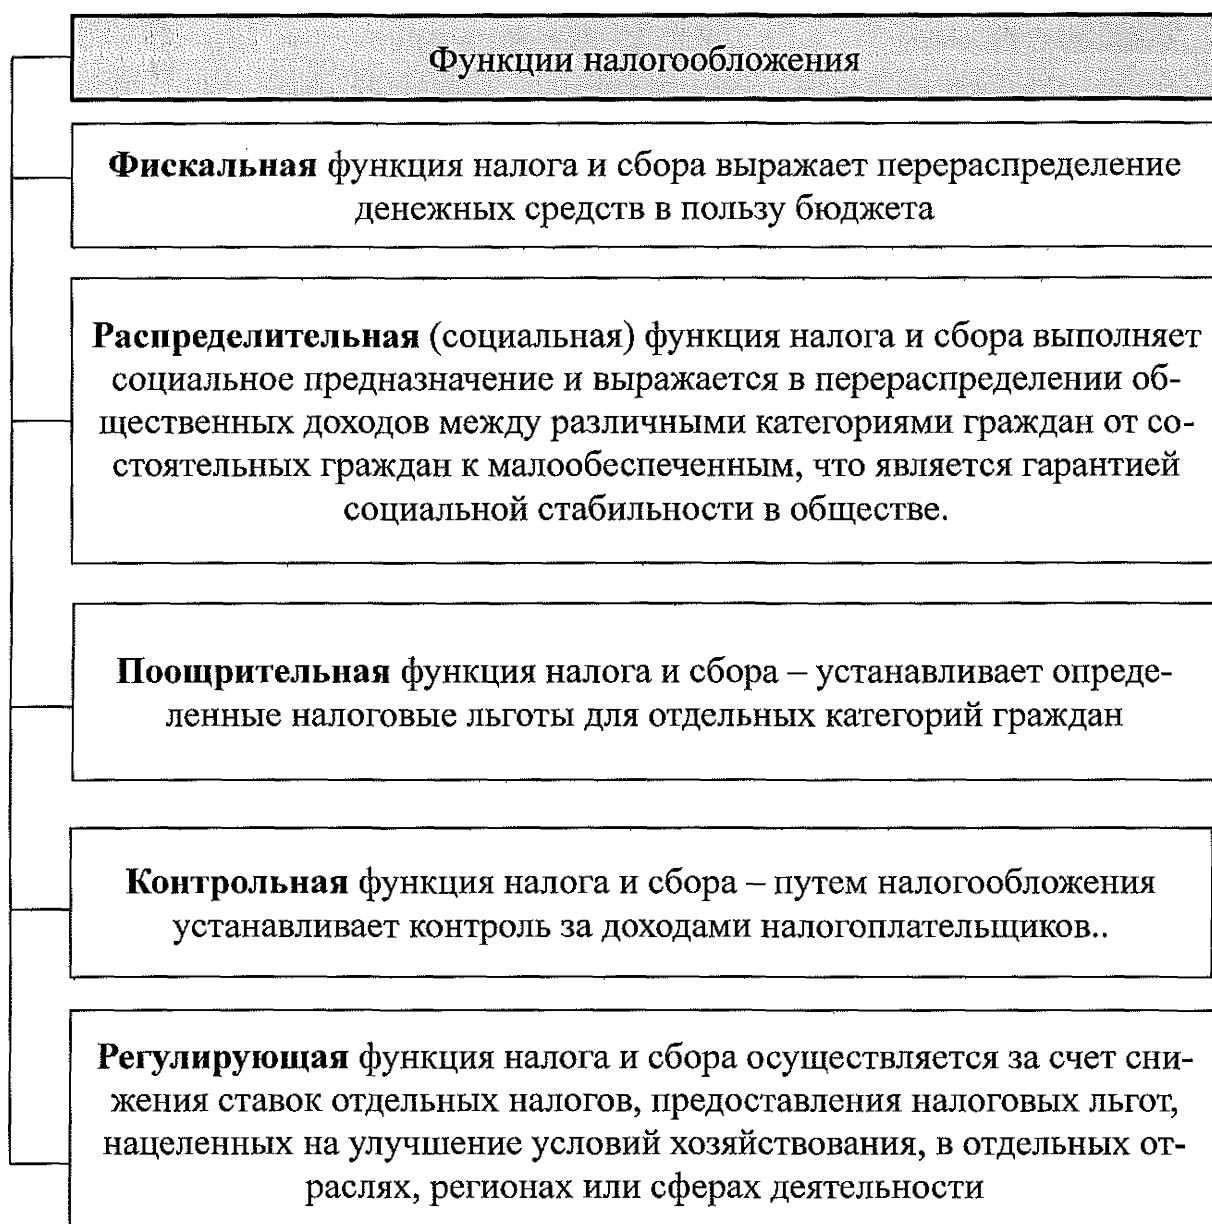 Функции налогообложения
Фискальная функция налога и сбора выражает перераспределение
денежных средств в пользу бюджета
Распределительная (социальная) функция налога и сбора выполняет
социальное предназначение и выражается в перераспределении об-
щественных доходов между различными категориями граждан от со-
стоятельных граждан к малообеспеченным, что является гарантией
социальной стабильности в обществе.
Поощрительная функция налога и сбора – устанавливает опреде-
ленные налоговые льготы для отдельных категорий граждан
Контрольная функция налога и сбора – путем налогообложения
устанавливает контроль за доходами налогоплательщиков..
Регулирующая функция налога и сбора осуществляется за счет сни-
жения ставок отдельных налогов, предоставления налоговых льгот,
нацеленных на улучшение условий хозяйствования, в отдельных от-
раслях, регионах или сферах деятельности